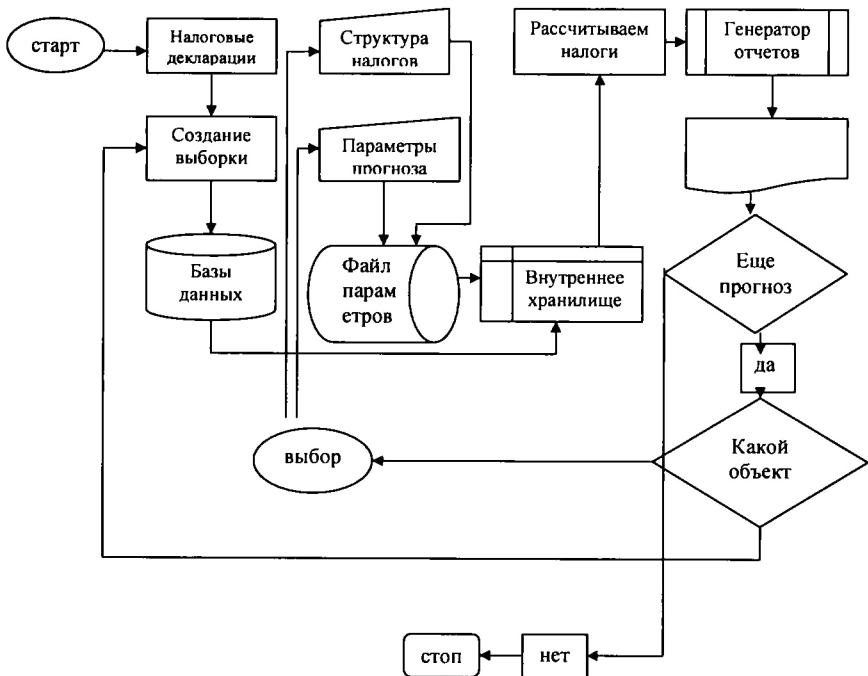 старт
Налоговые
декларации
Структура
налогов
Рассчитываем
налоги
Генератор
отчетов
Создание
выборки
Параметры
прогноза
Базы
данных
Файл
парам
етров
Внутреннее
хранилище
Еще
прогноз
да
выбор
Какой
объект
стоп
нет